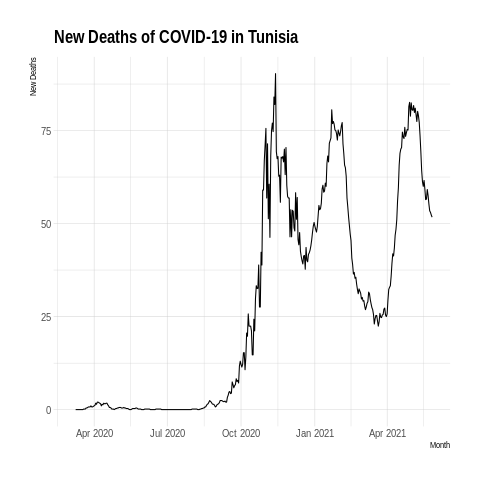 New Deaths of COVID-19 in Tunisia
New Deaths
75
50
25
0
Apr 2020 Jul 2020 Oct 2020 Jan 2021 Apr 2021
Month